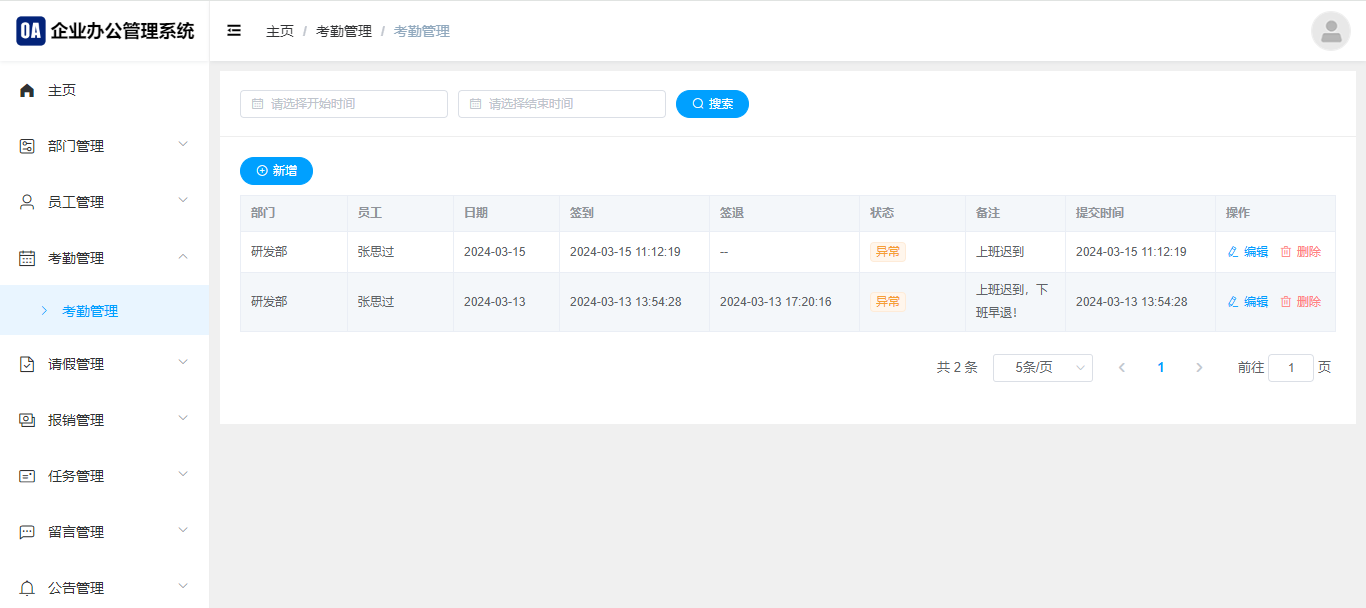 OA 企业办公管理系统
主页 / 考勤管理 / 考勤管理
主页
部门管理
员工管理
考勤管理
考勤管理
请假管理
报销管理
任务管理
留言管理
公告管理
请选择开始时间 请选择结束时间 搜索
新增
部门 员工 日期 签到 签退 状态 备注 提交时间 操作
研发部 张思过 2024-03-15 2024-03-15 11:12:19 -- 异常 上班迟到 2024-03-15 11:12:19 编辑 删除
研发部 张思过 2024-03-13 2024-03-13 13:54:28 2024-03-13 17:20:16 异常 上班迟到，下
班早退！ 2024-03-13 13:54:28 编辑 删除
共 2 条 5条/页 1 前往 1 页